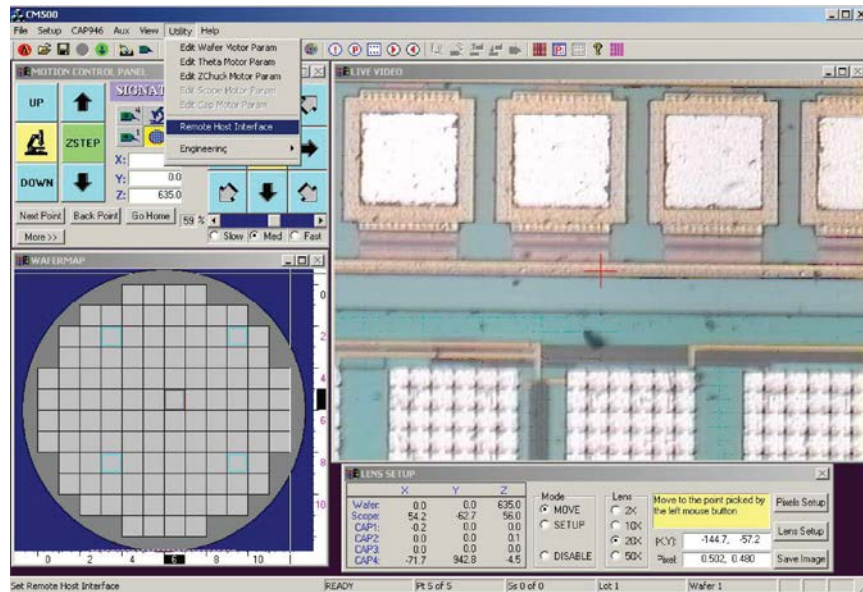 CM500
File Setup CAP946 Aux View Utility Help
Edit Wafer Motor Param
Edit Theta Motor Param
Edit ZChuck Motor Param
Edit Scope Motor Param
Edit Cap Motor Param
Remote Host Interface
Engineering
MOTION CONTROL PANEL
SIGNAT
UP
ZSTEP
DOWN
X:
Y: 0.0
Z: 635.0
Next Point Back Point Go Home 59 %
More >> Slow Med Fast
LIVE VIDEO
WAFERMAP
0
2
4
6
8
10
0 2 4 6 8 10
LENS SETUP
X Y Z
Wafer: 0.0 0.0 635.0
Scope: 54.2 -62.7 56.0
CAP1: -0.2 0.0 0.0
CAP2: 0.0 0.0 0.1
CAP3: 0.0 0.0 0.0
CAP4: -71.7 942.8 -4.5
Mode
MOVE
SETUP
DISABLE
Lens
2X
10X
20X
50X
Move to the point picked by
the left mouse button
(X,Y): -144.7, -57.2
Pixel: 0.502, 0.480
Pixels Setup
Lens Setup
Save Image
Set Remote Host Interface READY Pt 5 of 5 Ss 0 of 0 Lot 1 Wafer 1